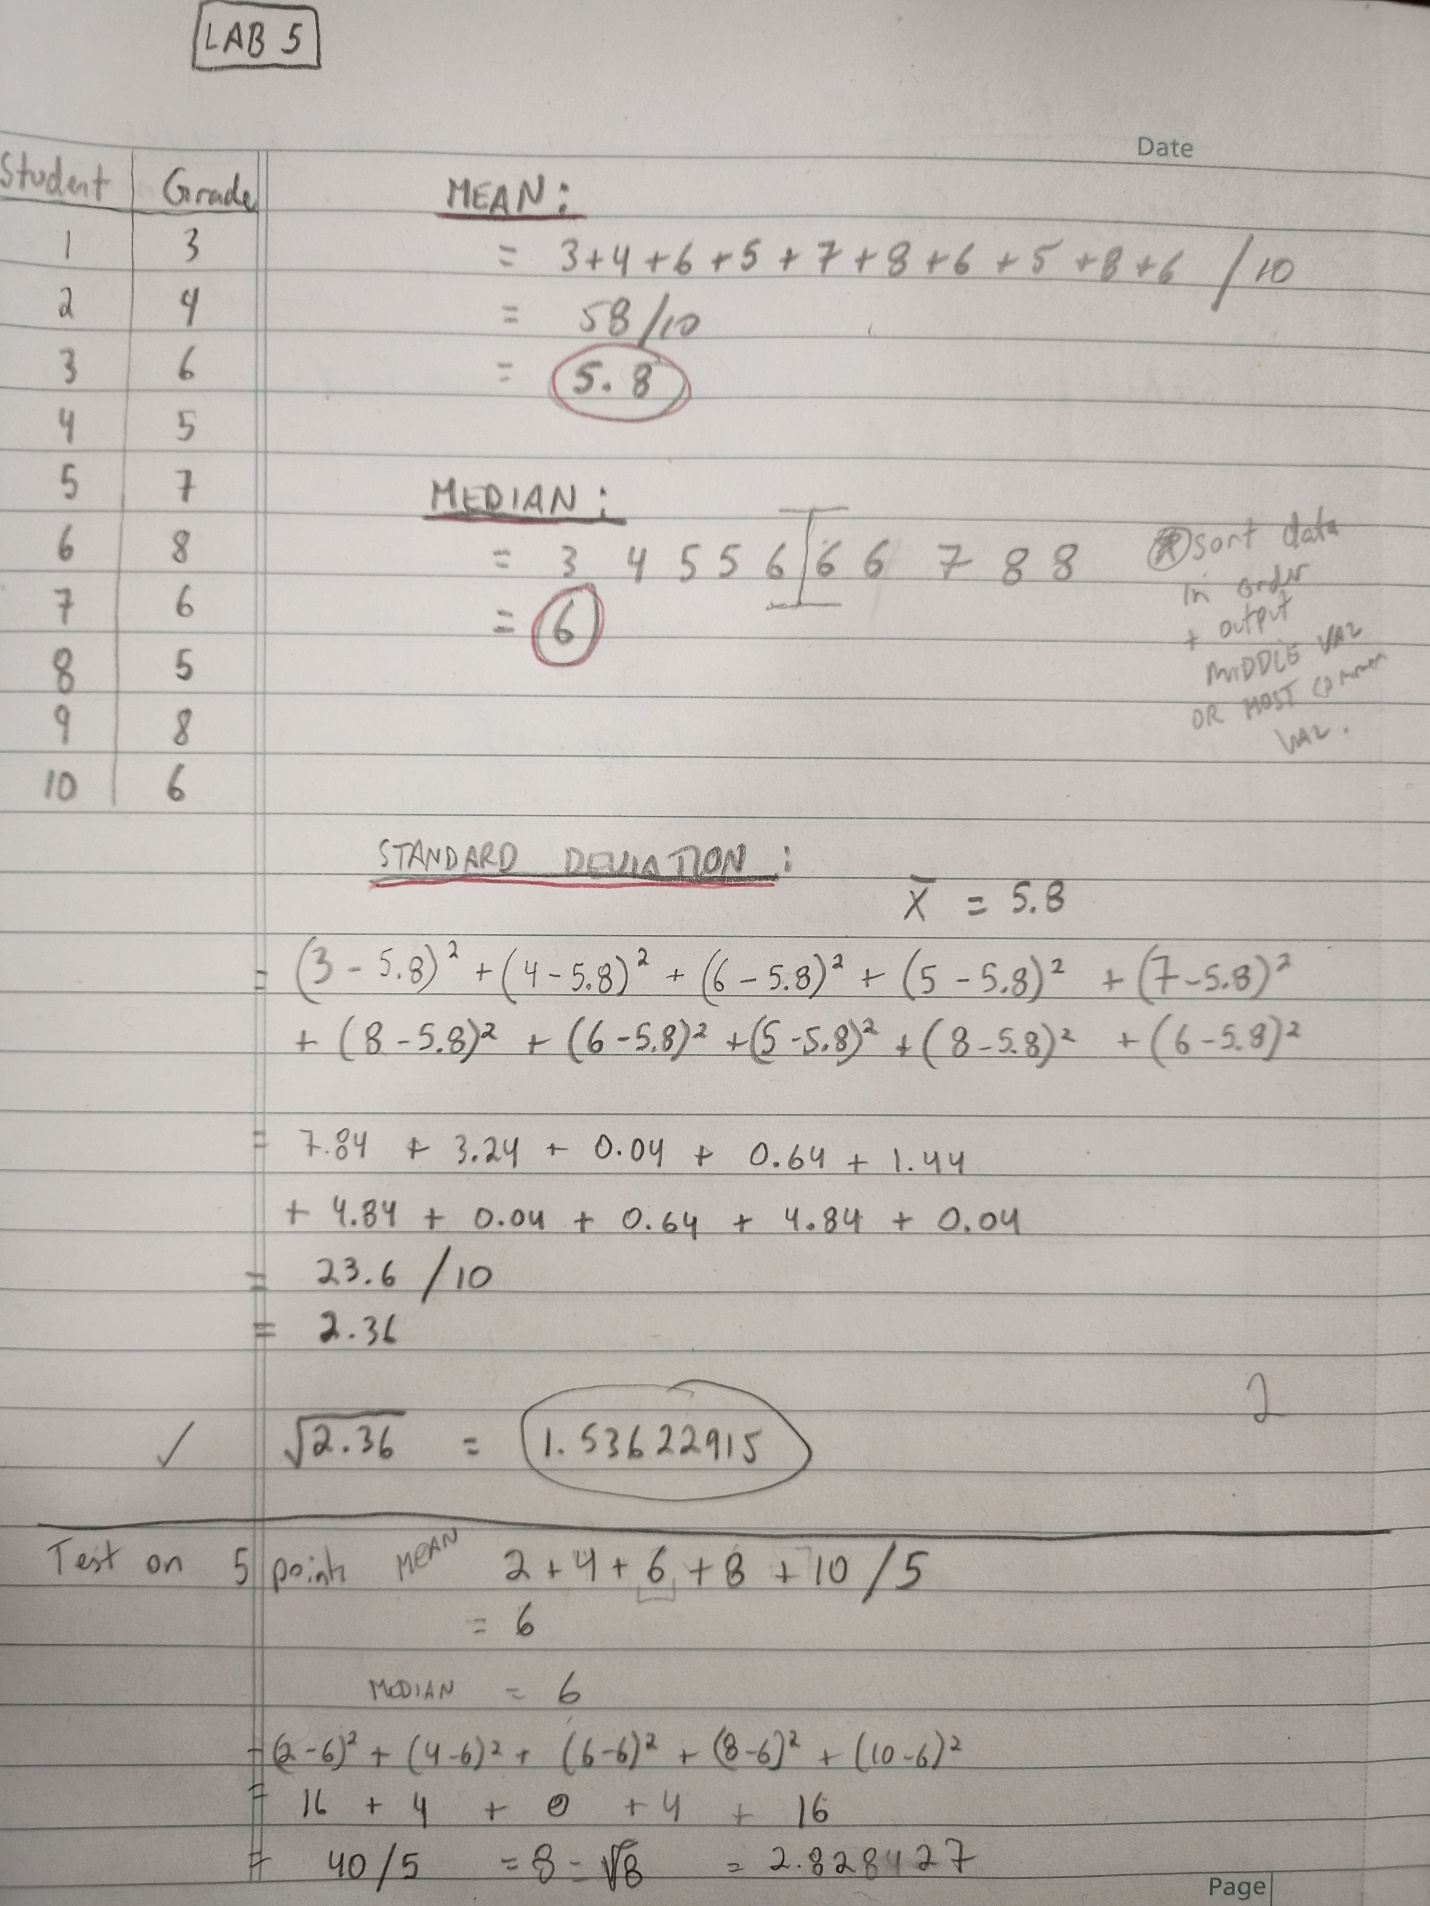 LAB 5
Date
Student Grade
1 3
2 4
3 6
4 5
5 7
6 8
7 6
8 5
9 8
10 6
MEAN:
= 3+4+6+5+7+8+6+5+8+6 /10
= 58/10
= 5.8
MEDIAN:
= 3 4 5 5 6 6 6 7 8 8
= 6
sort data
in order
+ output
MIDDLE VAL
OR MOST common
VAL.
STANDARD DEVIATION:
x̄ = 5.8
= (3-5.8)² + (4-5.8)² + (6-5.8)² + (5-5.8)² + (7-5.8)²
+ (8-5.8)² + (6-5.8)² + (5-5.8)² + (8-5.8)² + (6-5.8)²
= 7.84 + 3.24 + 0.04 + 0.64 + 1.44
+ 4.84 + 0.04 + 0.64 + 4.84 + 0.04
= 23.6 /10
= 2.36
2
✓ √2.36 = 1.53622915
Test on 5 points MEAN 2+4+6+8+10/5
= 6
MEDIAN = 6
(2-6)² + (4-6)² + (6-6)² + (8-6)² + (10-6)²
= 16 + 4 + 0 + 4 + 16
= 40/5 = 8 = √8 = 2.828427
Page